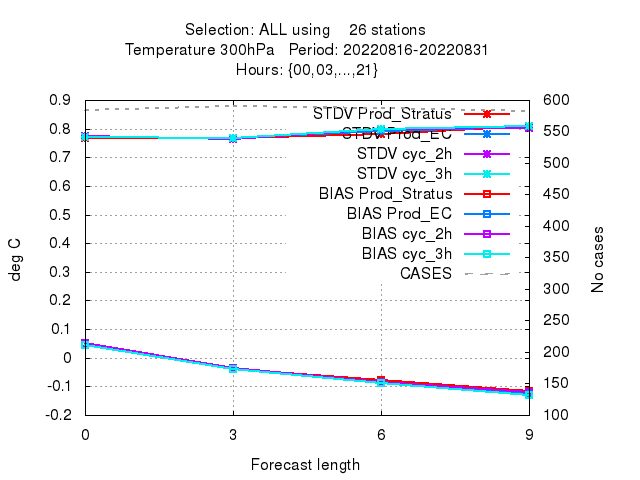 Selection: ALL using 26 stations
Temperature 300hPa Period: 20220816-20220831
Hours: {00,03,...,21}
0.9
0.8
0.7
0.6
0.5
0.4
0.3
0.2
0.1
0
-0.1
-0.2
deg C
600
550
500
450
400
350
300
250
200
150
100
No cases
STDV Prod_Stratus
STDV Prod_EC
STDV cyc_2h
STDV cyc_3h
BIAS Prod_Stratus
BIAS Prod_EC
BIAS cyc_2h
BIAS cyc_3h
CASES
0 3 6 9
Forecast length